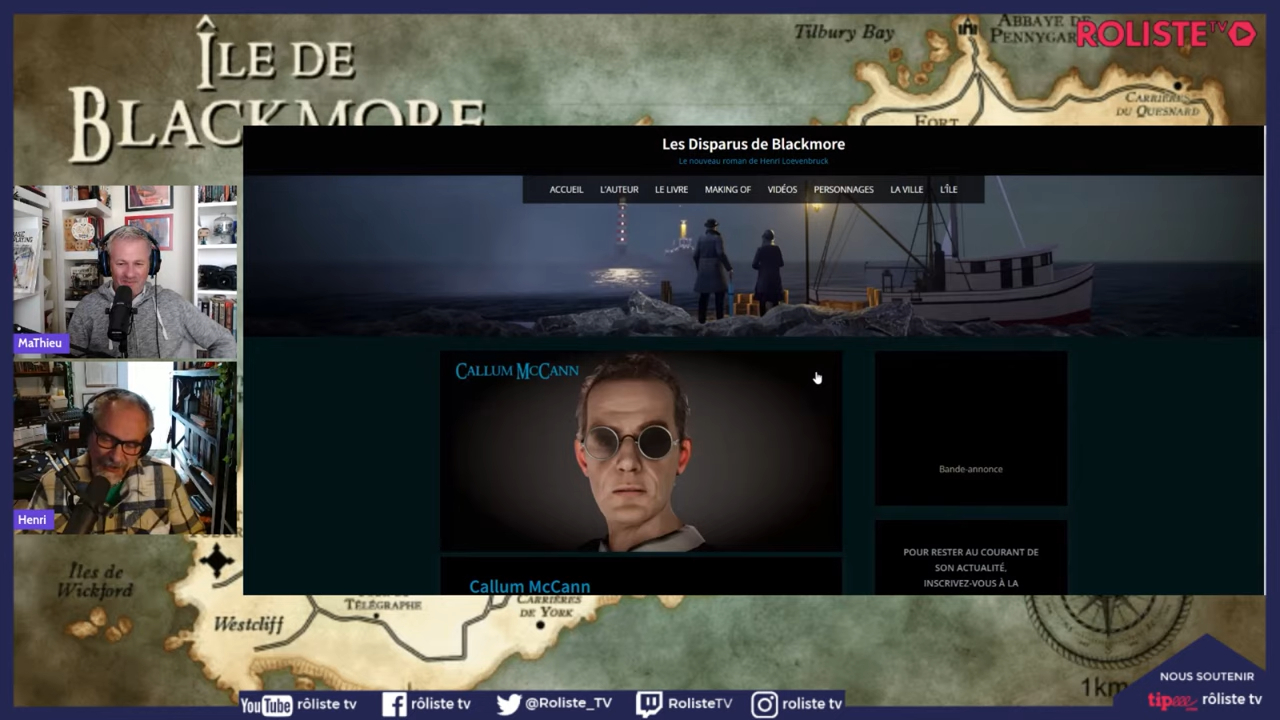 ÎLE DE
BLACKMORE
Tilbury Bay
ABBAYE DE
PENNYGAR
ROLISTE TV
CARRIÈRES
DU QUESNARD
FORT
Les Disparus de Blackmore
Le nouveau roman de Henri Loevenbruck
ACCUEIL L'AUTEUR LE LIVRE MAKING OF VIDÉOS PERSONNAGES LA VILLE L'ÎLE
MaThieu
Henri
CALLUM MCCANN
Bande-annonce
POUR RESTER AU COURANT DE
SON ACTUALITÉ,
INSCRIVEZ-VOUS À LA
Callum McCann
Îles de
Wickford
TÉLÉGRAPHE
CARRIÈRES
DE YORK
Westcliff
1km
NOUS SOUTENIR
tipeee rôliste tv
YouTube rôliste tv
rôliste tv
@Roliste_TV
RolisteTV
rôliste tv